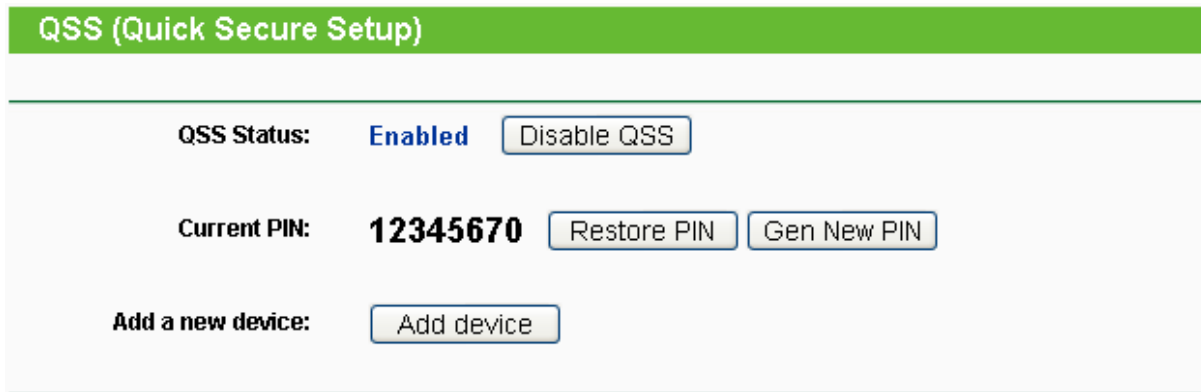 QSS (Quick Secure Setup)
QSS Status: Enabled Disable QSS
Current PIN: 12345670 Restore PIN Gen New PIN
Add a new device: Add device